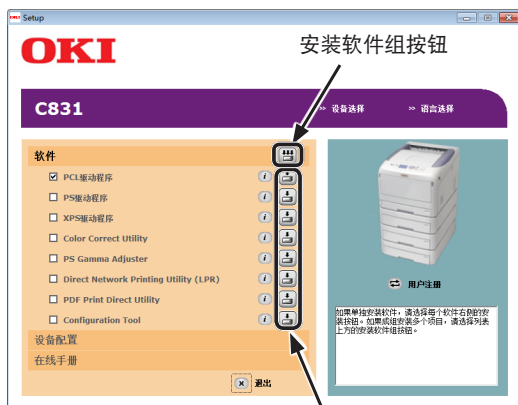 OKI Setup
OKI
安装软件组按钮
C831
>> 设备选择
>> 语言选择
软件
PCL驱动程序
PS驱动程序
XPS驱动程序
Color Correct Utility
PS Gamma Adjuster
Direct Network Printing Utility (LPR)
PDF Print Direct Utility
Configuration Tool
设备配置
在线手册
退出
用户注册
如果单独安装软件，请选择每个软件右侧的安
装按钮。如果成组安装多个项目，请选择列表
上方的安装软件组按钮。